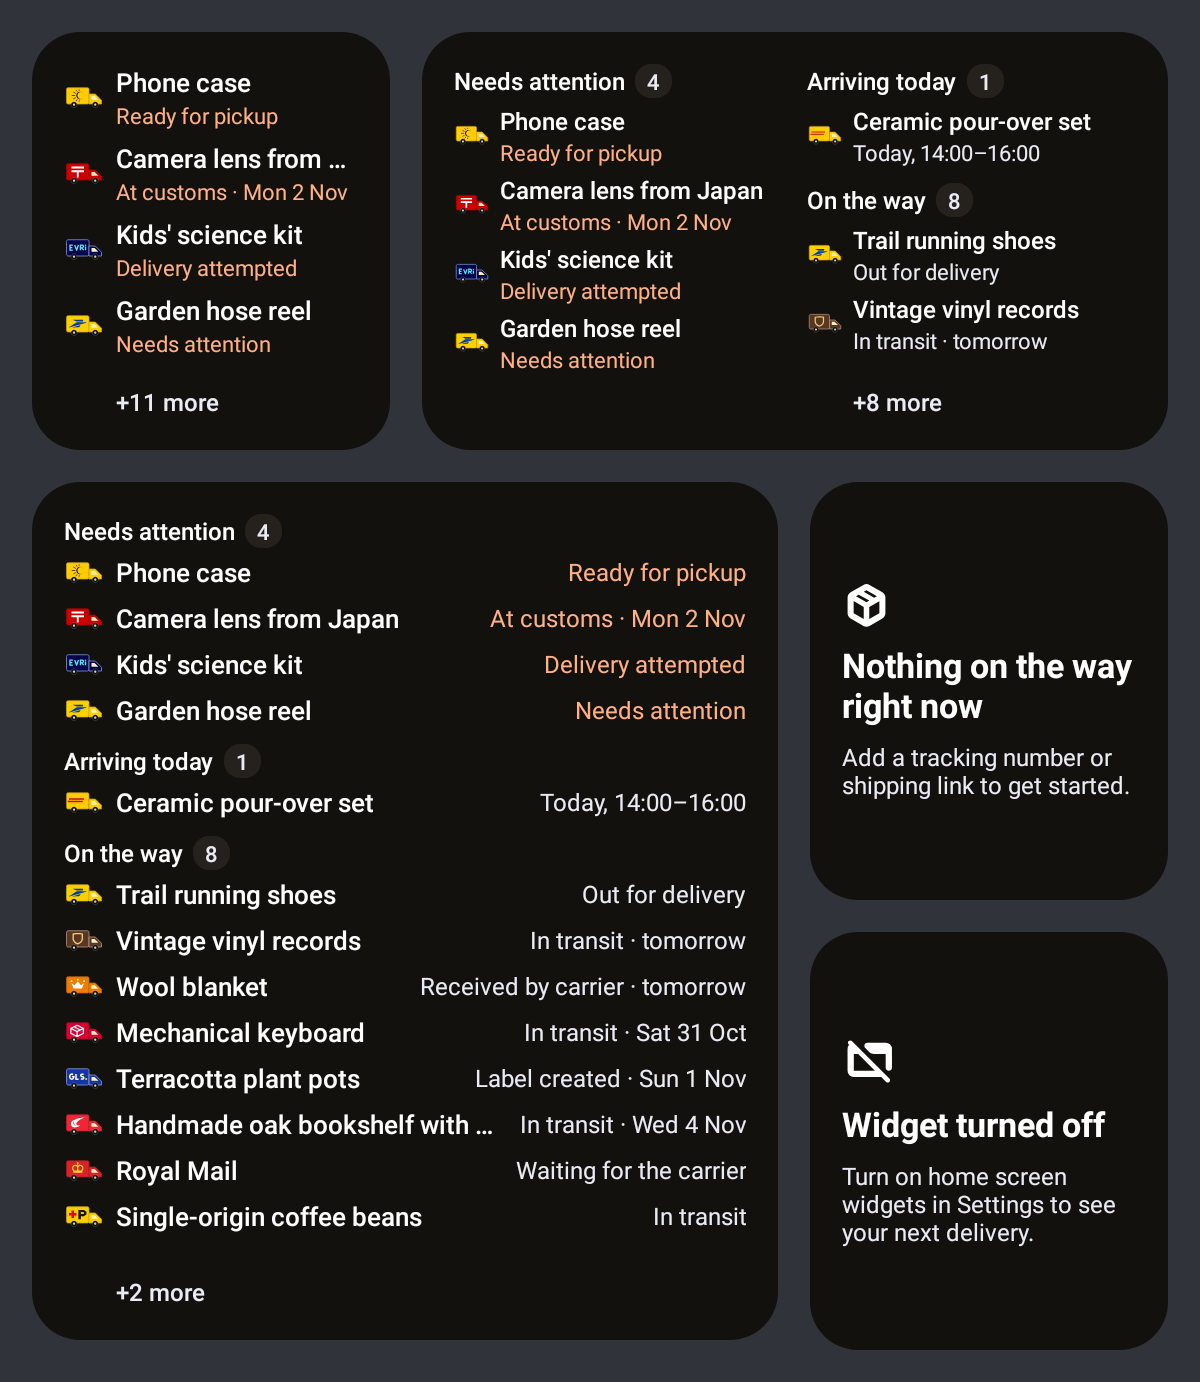 Phone case
Ready for pickup
Camera lens from ...
At customs · Mon 2 Nov
EVRi
Kids' science kit
Delivery attempted
Garden hose reel
Needs attention
+11 more
Needs attention 4
Phone case
Ready for pickup
Camera lens from Japan
At customs · Mon 2 Nov
EVRi
Kids' science kit
Delivery attempted
Garden hose reel
Needs attention
Arriving today 1
Ceramic pour-over set
Today, 14:00–16:00
On the way 8
Trail running shoes
Out for delivery
Vintage vinyl records
In transit · tomorrow
+8 more
Needs attention 4
Phone case Ready for pickup
Camera lens from Japan At customs · Mon 2 Nov
EVRi Kids' science kit Delivery attempted
Garden hose reel Needs attention
Arriving today 1
Ceramic pour-over set Today, 14:00–16:00
On the way 8
Trail running shoes Out for delivery
Vintage vinyl records In transit · tomorrow
Wool blanket Received by carrier · tomorrow
Mechanical keyboard In transit · Sat 31 Oct
GLS. Terracotta plant pots Label created · Sun 1 Nov
Handmade oak bookshelf with ... In transit · Wed 4 Nov
Royal Mail Waiting for the carrier
+P Single-origin coffee beans In transit
+2 more
Nothing on the way
right now
Add a tracking number or
shipping link to get started.
Widget turned off
Turn on home screen
widgets in Settings to see
your next delivery.